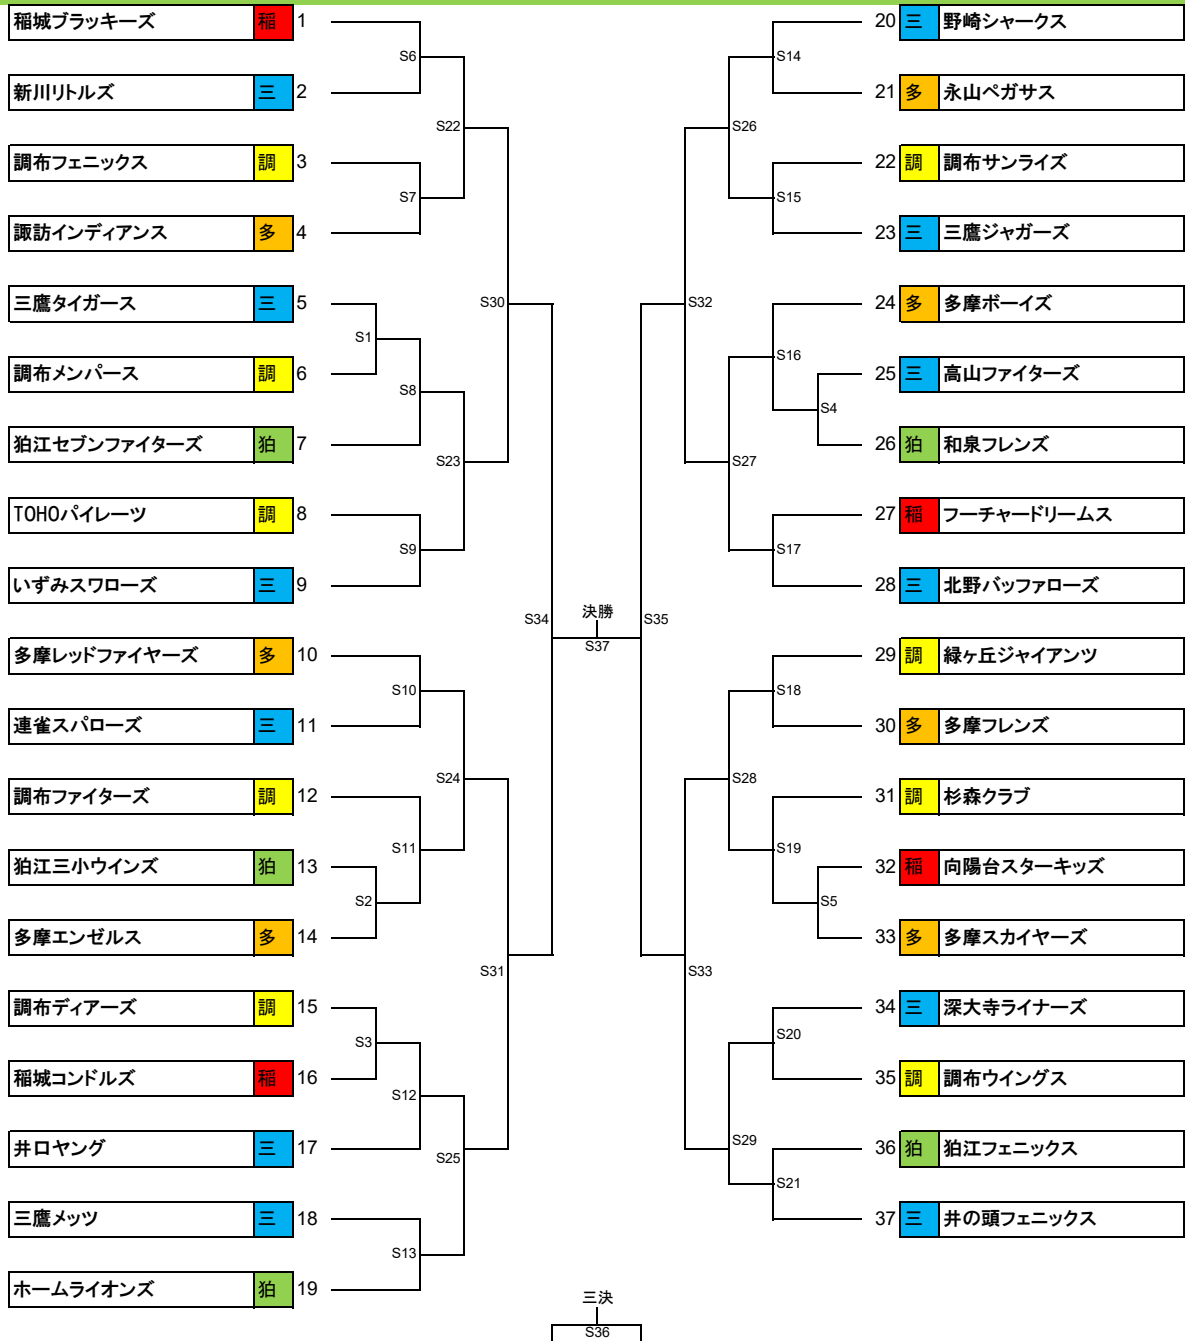 稲城ブラッキーズ 稲 1
新川リトルズ 三 2
調布フェニックス 調 3
諏訪インディアンス 多 4
三鷹タイガース 三 5
調布メンパース 調 6
狛江セブンファイターズ 狛 7
TOHOパイレーツ 調 8
いずみスワローズ 三 9
多摩レッドファイヤーズ 多 10
連雀スパローズ 三 11
調布ファイターズ 調 12
狛江三小ウインズ 狛 13
多摩エンゼルス 多 14
調布ディアーズ 調 15
稲城コンドルズ 稲 16
井口ヤング 三 17
三鷹メッツ 三 18
ホームライオンズ 狛 19
S6
S22
S7
S30
S1
S8
S23
S9
S34
S10
S24
S11
S2
S31
S3
S12
S25
S13
決勝
S37
三決
S36
S14
S26
S15
S32
S16
S4
S27
S17
S35
S18
S28
S19
S5
S33
S20
S29
S21
20 三 野崎シャークス
21 多 永山ペガサス
22 調 調布サンライズ
23 三 三鷹ジャガーズ
24 多 多摩ボーイズ
25 三 高山ファイターズ
26 狛 和泉フレンズ
27 稲 フーチャードリームス
28 三 北野バッファローズ
29 調 緑ヶ丘ジャイアンツ
30 多 多摩フレンズ
31 調 杉森クラブ
32 稲 向陽台スターキッズ
33 多 多摩スカイヤーズ
34 三 深大寺ライナーズ
35 調 調布ウイングス
36 狛 狛江フェニックス
37 三 井の頭フェニックス